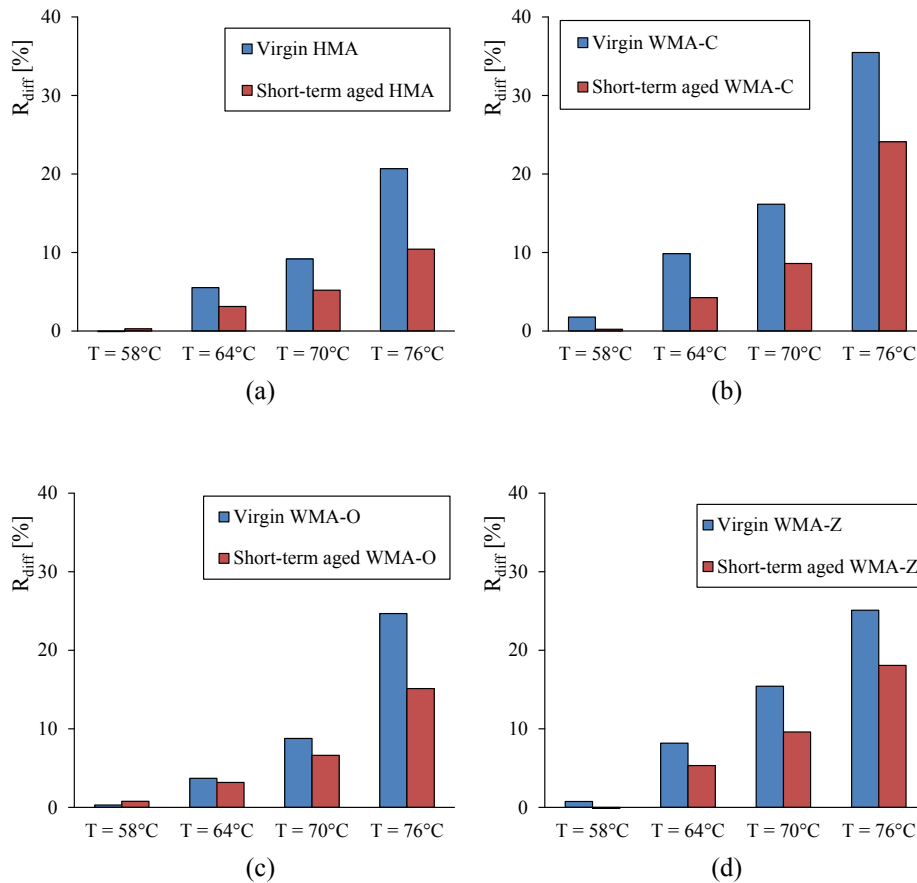 40
30
20
10
0
R_diff [%]
Virgin HMA
Short-term aged HMA
T = 58°C T = 64°C T = 70°C T = 76°C
(a)
40
30
20
10
0
R_diff [%]
Virgin WMA-C
Short-term aged WMA-C
T = 58°C T = 64°C T = 70°C T = 76°C
(b)
40
30
20
10
0
R_diff [%]
Virgin WMA-O
Short-term aged WMA-O
T = 58°C T = 64°C T = 70°C T = 76°C
(c)
40
30
20
10
0
R_diff [%]
Virgin WMA-Z
Short-term aged WMA-Z
T = 58°C T = 64°C T = 70°C T = 76°C
(d)